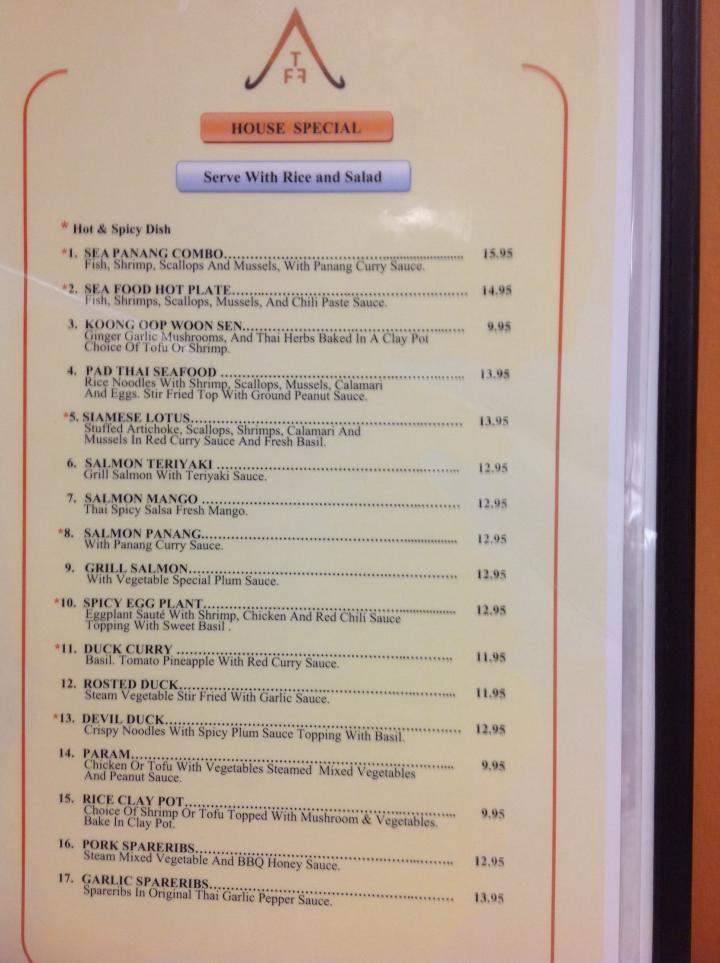 T
F F
HOUSE SPECIAL
Serve With Rice and Salad
* Hot & Spicy Dish
*1. SEA PANANG COMBO........................ 15.95
Fish, Shrimp, Scallops And Mussels, With Panang Curry Sauce.
*2. SEA FOOD HOT PLATE........................ 14.95
Fish, Shrimps, Scallops, Mussels, And Chili Paste Sauce.
3. KOONG OOP WOON SEN........................ 9.95
Ginger Garlic Mushrooms, And Thai Herbs Baked In A Clay Pot
Choice Of Tofu Or Shrimp.
4. PAD THAI SEAFOOD ........................ 13.95
Rice Noodles With Shrimp, Scallops, Mussels, Calamari
And Eggs. Stir Fried Top With Ground Peanut Sauce.
*5. SIAMESE LOTUS........................ 13.95
Stuffed Artichoke, Scallops, Shrimps, Calamari And
Mussels In Red Curry Sauce And Fresh Basil.
6. SALMON TERIYAKI ........................ 12.95
Grill Salmon With Teriyaki Sauce.
7. SALMON MANGO ........................ 12.95
Thai Spicy Salsa Fresh Mango.
*8. SALMON PANANG........................ 12.95
With Panang Curry Sauce.
9. GRILL SALMON........................ 12.95
With Vegetable Special Plum Sauce.
*10. SPICY EGG PLANT........................ 12.95
Eggplant Sauté With Shrimp, Chicken And Red Chili Sauce
Topping With Sweet Basil .
*11. DUCK CURRY ........................ 11.95
Basil. Tomato Pineapple With Red Curry Sauce.
12. ROSTED DUCK........................ 11.95
Steam Vegetable Stir Fried With Garlic Sauce.
*13. DEVIL DUCK........................ 12.95
Crispy Noodles With Spicy Plum Sauce Topping With Basil.
14. PARAM........................ 9.95
Chicken Or Tofu With Vegetables Steamed Mixed Vegetables
And Peanut Sauce.
15. RICE CLAY POT........................ 9.95
Choice Of Shrimp Or Tofu Topped With Mushroom & Vegetables.
Bake In Clay Pot.
16. PORK SPARERIBS........................ 12.95
Steam Mixed Vegetable And BBQ Honey Sauce.
17. GARLIC SPARERIBS........................ 13.95
Spareribs In Original Thai Garlic Pepper Sauce.